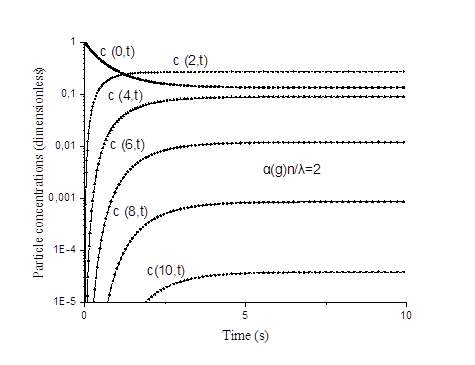 Particle concentrations (dimensionless)
1
0,1
0,01
0,001
1E-4
1E-5
c (0,t)
c (2,t)
c (4,t)
c (6,t)
α(g)n/λ=2
c (8,t)
c(10,t)
0
5
10
Time (s)